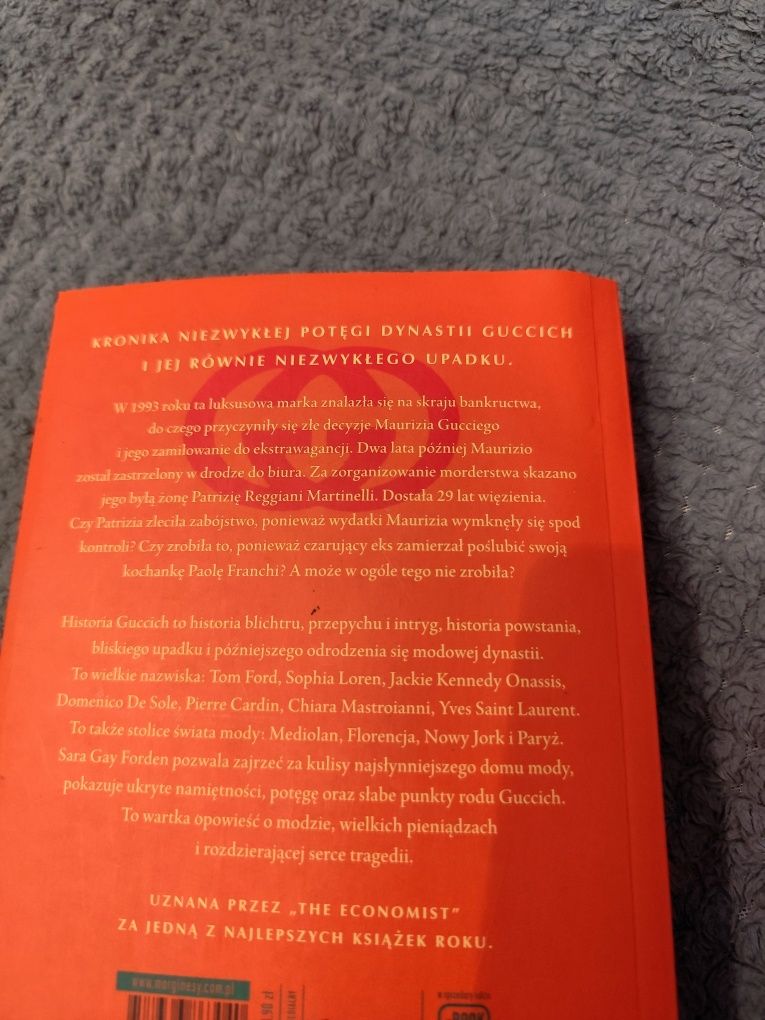 KRONIKA NIEZWYKŁEJ POTĘGI DYNASTII GUCCICH
I JEJ RÓWNIE NIEZWYKŁEGO UPADKU.
W 1993 roku ta luksusowa marka znalazła się na skraju bankructwa,
do czego przyczyniły się złe decyzje Maurizia Gucciego
i jego zamiłowanie do ekstrawagancji. Dwa lata później Maurizio
został zastrzelony w drodze do biura. Za zorganizowanie morderstwa skazano
jego byłą żonę Patrizię Reggiani Martinelli. Dostała 29 lat więzienia.
Czy Patrizia zleciła zabójstwo, ponieważ wydatki Maurizia wymknęły się spod
kontroli? Czy zrobiła to, ponieważ czarujący eks zamierzał poślubić swoją
kochankę Paolę Franchi? A może w ogóle tego nie zrobiła?
Historia Guccich to historia blichtru, przepychu i intryg, historia powstania,
bliskiego upadku i późniejszego odrodzenia się modowej dynastii.
To wielkie nazwiska: Tom Ford, Sophia Loren, Jackie Kennedy Onassis,
Domenico De Sole, Pierre Cardin, Chiara Mastroianni, Yves Saint Laurent.
To także stolice świata mody: Mediolan, Florencja, Nowy Jork i Paryż.
Sara Gay Forden pozwala zajrzeć za kulisy najsłynniejszego domu mody,
pokazuje ukryte namiętności, potęgę oraz słabe punkty rodu Guccich.
To wartka opowieść o modzie, wielkich pieniądzach
i rozdzierającej serce tragedii.
UZNANA PRZEZ „THE ECONOMIST”
ZA JEDNĄ Z NAJLEPSZYCH KSIĄŻEK ROKU.
www.marginesy.com.pl
,90 zł
w sprzedaży także